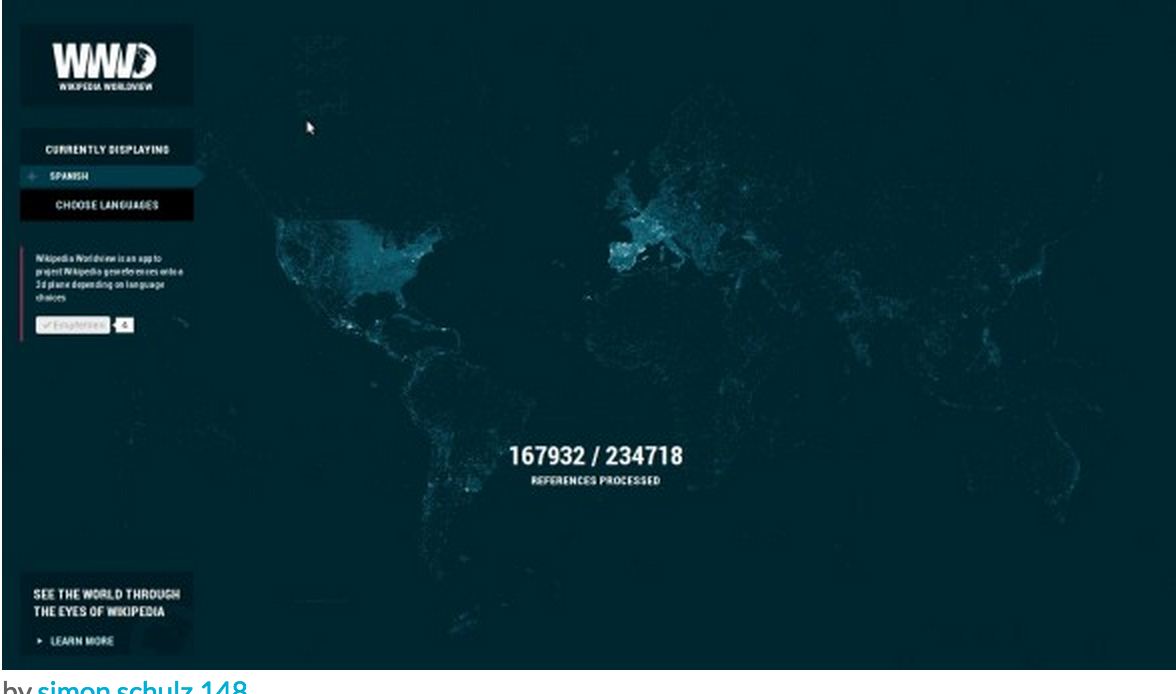 WWD
WIKIPEDIA WORLDVIEW
CURRENTLY DISPLAYING
SPANISH
CHOOSE LANGUAGES
Wikipedia Worldview is an app to
project Wikipedia georeferences onto a
2d plane depending on language
choices
Empfehlen 4
167932 / 234718
REFERENCES PROCESSED
SEE THE WORLD THROUGH
THE EYES OF WIKIPEDIA
LEARN MORE
by simon.schulz.148